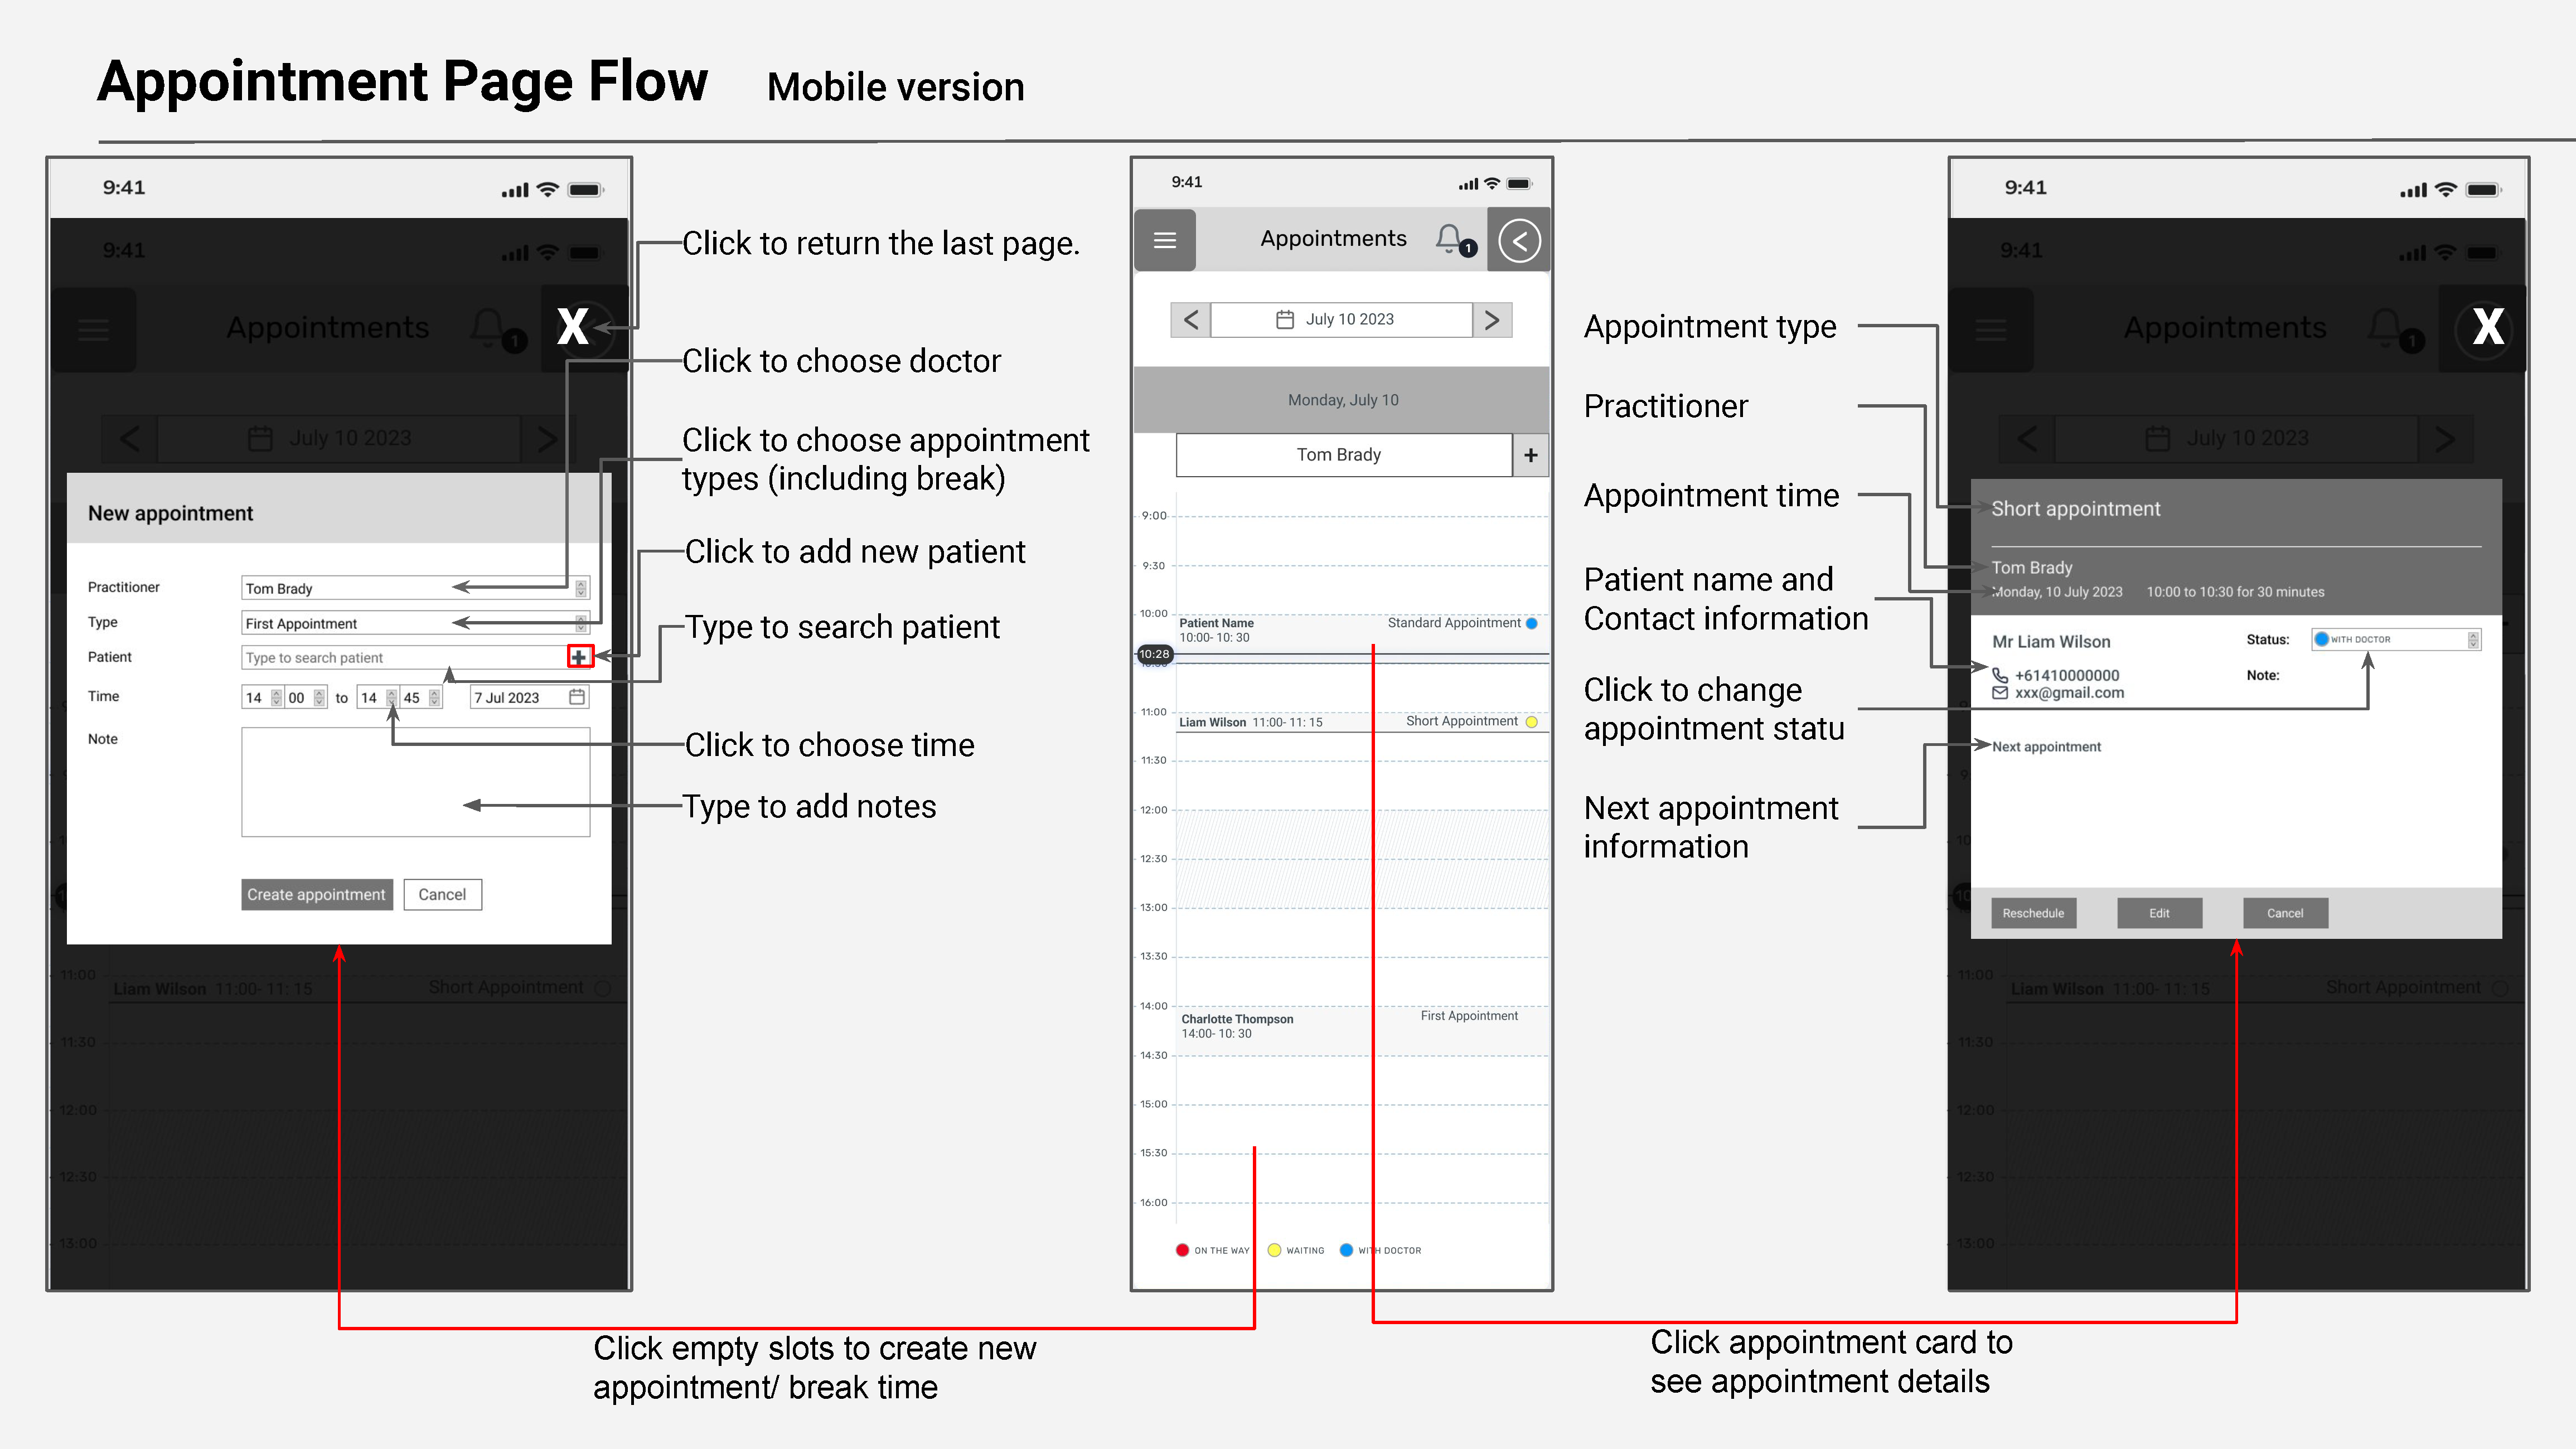 Appointment Page Flow Mobile version
9:41
9:41
Appointments 1
X
July 10 2023
New appointment
Practitioner Tom Brady
Type First Appointment
Patient Type to search patient
Time 14 00 to 14 45 7 Jul 2023
Note
Create appointment Cancel
11:00
Liam Wilson 11:00- 11: 15 Short Appointment
11:30
12:00
12:30
13:00
Click to return the last page.
Click to choose doctor
Click to choose appointment
types (including break)
Click to add new patient
Type to search patient
Click to choose time
Type to add notes
9:41
Appointments 1
July 10 2023
Monday, July 10
Tom Brady +
9:00
9:30
10:00
Patient Name Standard Appointment
10:00- 10: 30
10:28
11:00
Liam Wilson 11:00- 11: 15 Short Appointment
11:30
12:00
12:30
13:00
13:30
14:00
Charlotte Thompson First Appointment
14:00- 10: 30
14:30
15:00
15:30
16:00
ON THE WAY WAITING WITH DOCTOR
Appointment type
Practitioner
Appointment time
Patient name and
Contact information
Click to change
appointment statu
Next appointment
information
9:41
9:41
Appointments 1
X
July 10 2023
Short appointment
Tom Brady
Monday, 10 July 2023 10:00 to 10:30 for 30 minutes
Mr Liam Wilson Status: WITH DOCTOR
+61410000000 Note:
xxx@gmail.com
Next appointment
Reschedule Edit Cancel
11:00
Liam Wilson 11:00- 11: 15 Short Appointment
11:30
12:00
12:30
13:00
Click empty slots to create new
appointment/ break time
Click appointment card to
see appointment details